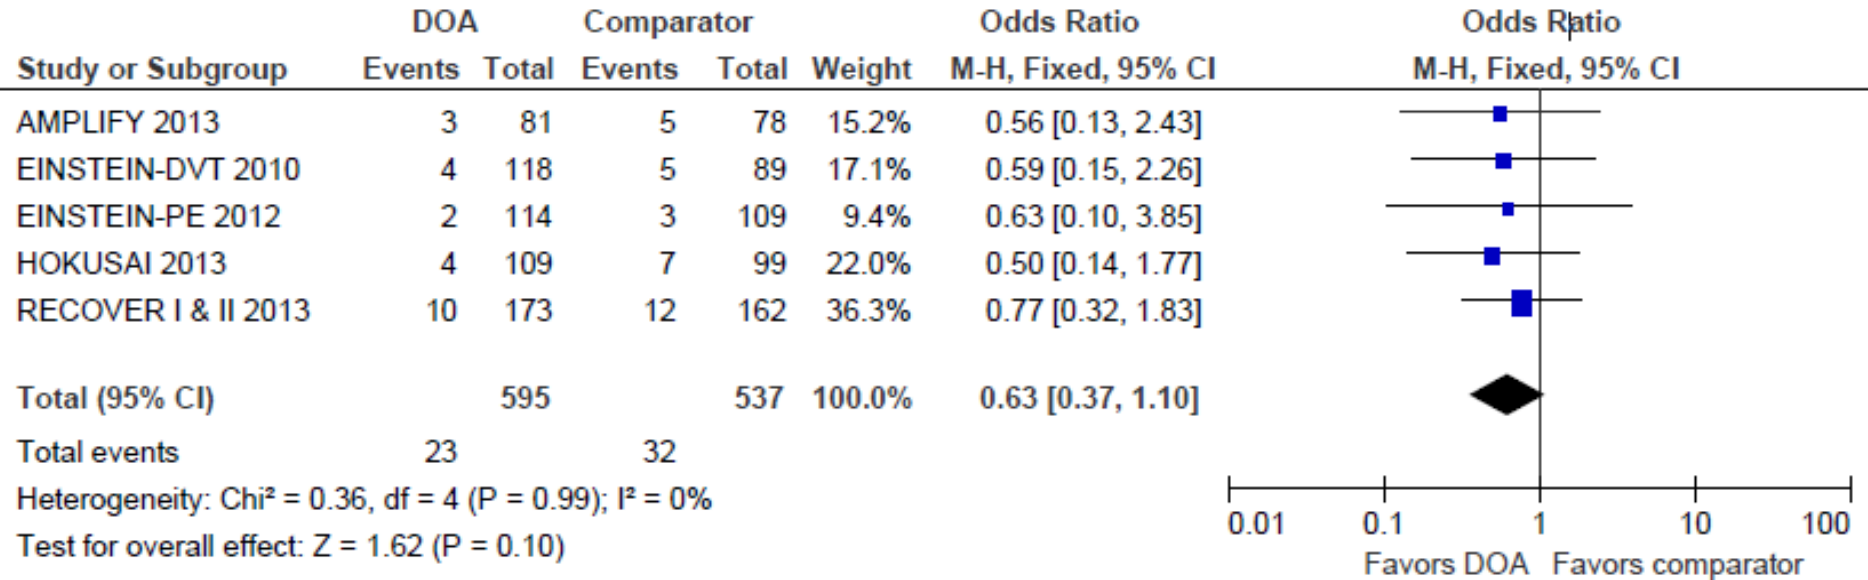 DOA Comparator Odds Ratio Odds Ratio
Study or Subgroup Events Total Events Total Weight M-H, Fixed, 95% CI M-H, Fixed, 95% CI
AMPLIFY 2013 3 81 5 78 15.2% 0.56 [0.13, 2.43]
EINSTEIN-DVT 2010 4 118 5 89 17.1% 0.59 [0.15, 2.26]
EINSTEIN-PE 2012 2 114 3 109 9.4% 0.63 [0.10, 3.85]
HOKUSAI 2013 4 109 7 99 22.0% 0.50 [0.14, 1.77]
RECOVER I & II 2013 10 173 12 162 36.3% 0.77 [0.32, 1.83]
Total (95% CI) 595 537 100.0% 0.63 [0.37, 1.10]
Total events 23 32
Heterogeneity: Chi² = 0.36, df = 4 (P = 0.99); I² = 0%
Test for overall effect: Z = 1.62 (P = 0.10)
0.01 0.1 1 10 100
Favors DOA Favors comparator